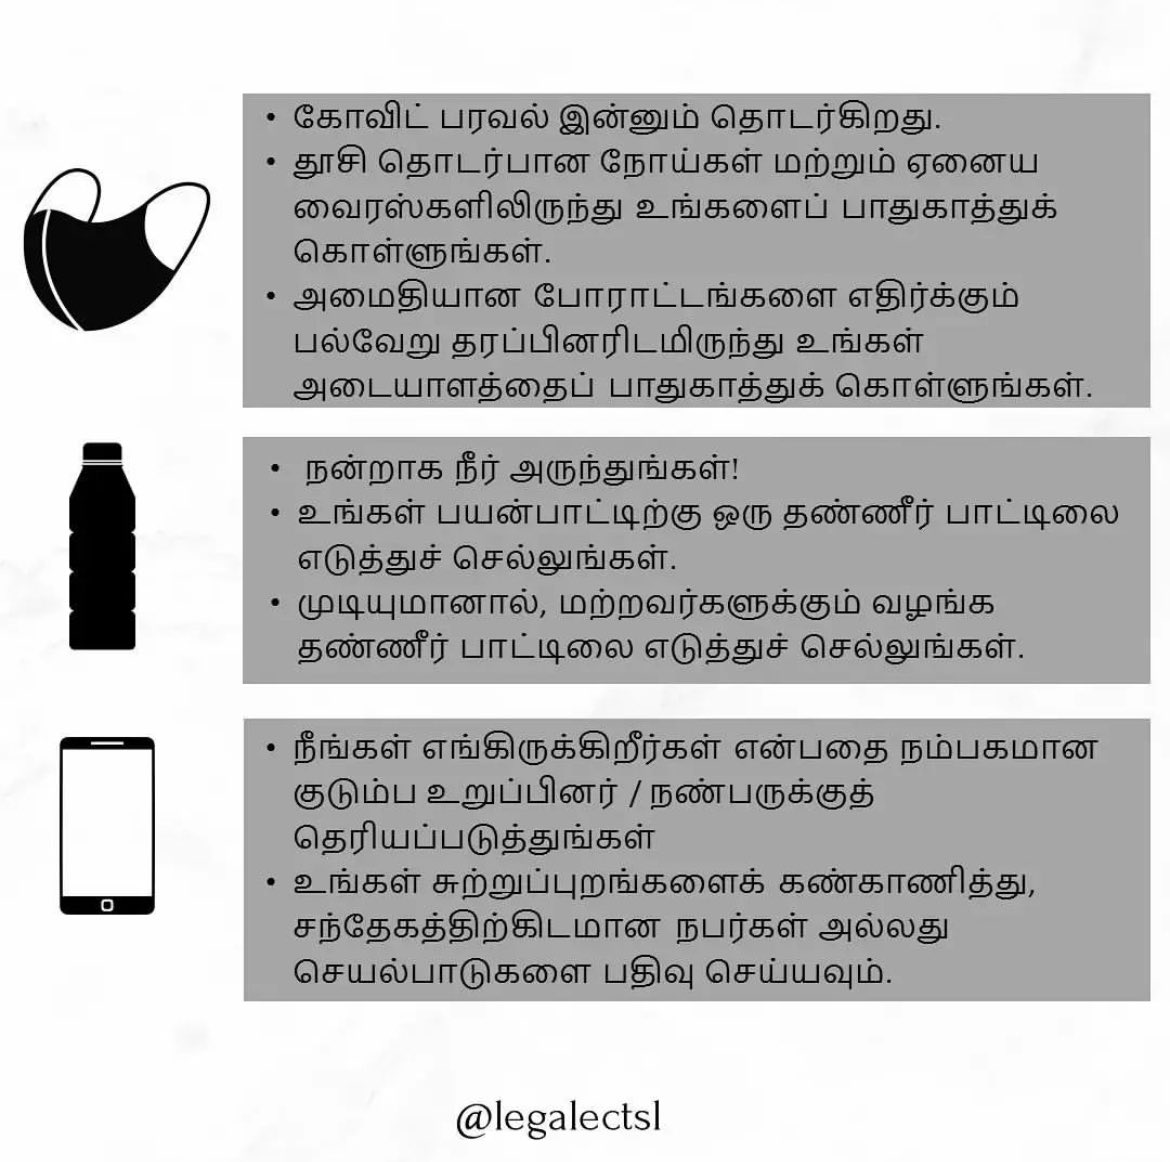 • கோவிட் பரவல் இன்னும் தொடர்கிறது.
• தூசி தொடர்பான நோய்கள் மற்றும் ஏனைய
வைரஸ்களிலிருந்து உங்களைப் பாதுகாத்துக்
கொள்ளுங்கள்.
• அமைதியான போராட்டங்களை எதிர்க்கும்
பல்வேறு தரப்பினரிடமிருந்து உங்கள்
அடையாளத்தைப் பாதுகாத்துக் கொள்ளுங்கள்.
• நன்றாக நீர் அருந்துங்கள்!
• உங்கள் பயன்பாட்டிற்கு ஒரு தண்ணீர் பாட்டிலை
எடுத்துச் செல்லுங்கள்.
• முடியுமானால், மற்றவர்களுக்கும் வழங்க
தண்ணீர் பாட்டிலை எடுத்துச் செல்லுங்கள்.
• நீங்கள் எங்கிருக்கிறீர்கள் என்பதை நம்பகமான
குடும்ப உறுப்பினர் / நண்பருக்குத்
தெரியப்படுத்துங்கள்
• உங்கள் சுற்றுப்புறங்களைக் கண்காணித்து,
சந்தேகத்திற்கிடமான நபர்கள் அல்லது
செயல்பாடுகளை பதிவு செய்யவும்.
@legalectsl